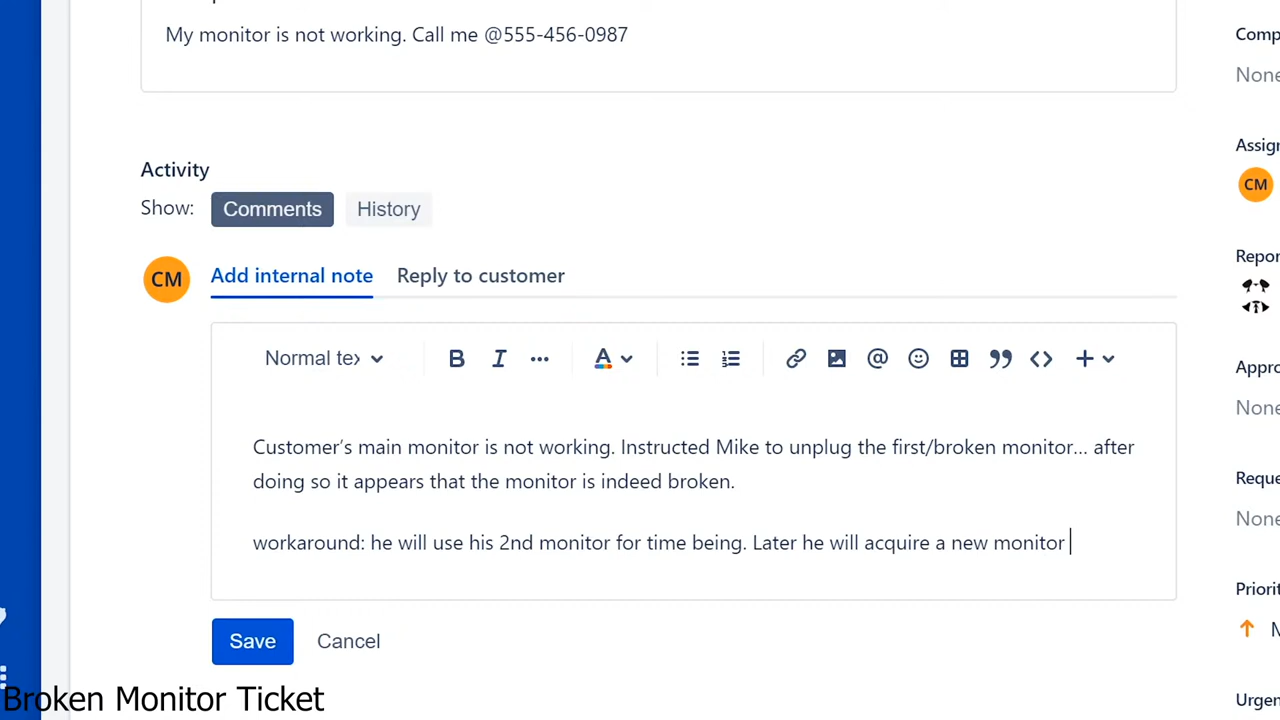 My monitor is not working. Call me @555-456-0987
Comp
None
Activity
Assign
Show: Comments History
CM
CM
Add internal note Reply to customer
Repor
Normal tex
B I ... A
Appro
None
Customer's main monitor is not working. Instructed Mike to unplug the first/broken monitor... after
doing so it appears that the monitor is indeed broken.
Reque
None
workaround: he will use his 2nd monitor for time being. Later he will acquire a new monitor
Priorit
Save Cancel
Broken Monitor Ticket
Urgen